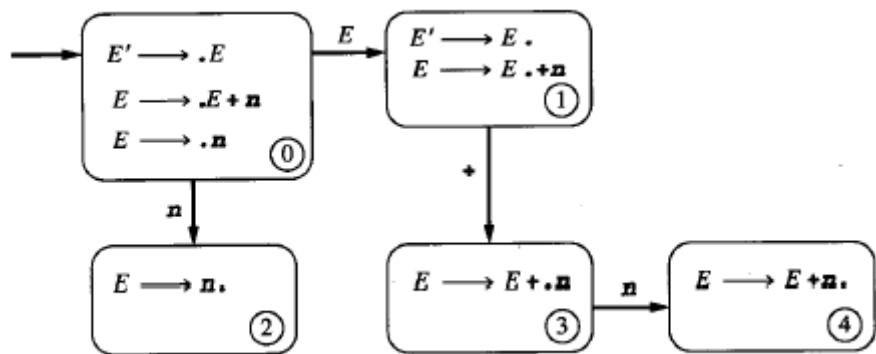 E' ⟶ .E
E ⟶ .E + n
E ⟶ .n
0
E
E' ⟶ E .
E ⟶ E .+n
1
n
+
E ⟶ n.
2
E ⟶ E + .n
3
n
E ⟶ E+n.
4